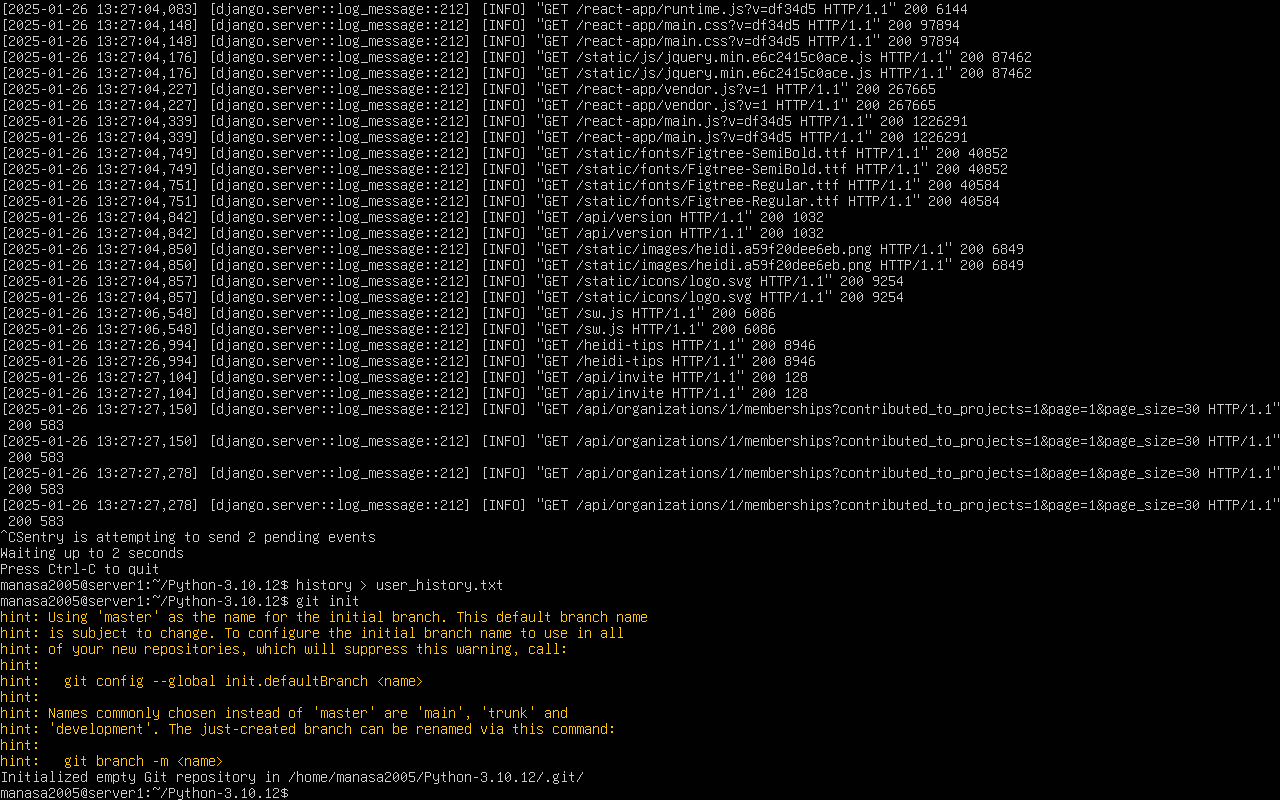 [2025-01-26 13:27:04,083] [django.server::log_message::212] [INFO] "GET /react-app/runtime.js?v=df34d5 HTTP/1.1" 200 6144
[2025-01-26 13:27:04,148] [django.server::log_message::212] [INFO] "GET /react-app/main.css?v=df34d5 HTTP/1.1" 200 97894
[2025-01-26 13:27:04,148] [django.server::log_message::212] [INFO] "GET /react-app/main.css?v=df34d5 HTTP/1.1" 200 97894
[2025-01-26 13:27:04,176] [django.server::log_message::212] [INFO] "GET /static/js/jquery.min.e6c2415c0ace.js HTTP/1.1" 200 87462
[2025-01-26 13:27:04,176] [django.server::log_message::212] [INFO] "GET /static/js/jquery.min.e6c2415c0ace.js HTTP/1.1" 200 87462
[2025-01-26 13:27:04,227] [django.server::log_message::212] [INFO] "GET /react-app/vendor.js?v=1 HTTP/1.1" 200 267665
[2025-01-26 13:27:04,227] [django.server::log_message::212] [INFO] "GET /react-app/vendor.js?v=1 HTTP/1.1" 200 267665
[2025-01-26 13:27:04,339] [django.server::log_message::212] [INFO] "GET /react-app/main.js?v=df34d5 HTTP/1.1" 200 1226291
[2025-01-26 13:27:04,339] [django.server::log_message::212] [INFO] "GET /react-app/main.js?v=df34d5 HTTP/1.1" 200 1226291
[2025-01-26 13:27:04,749] [django.server::log_message::212] [INFO] "GET /static/fonts/Figtree-SemiBold.ttf HTTP/1.1" 200 40852
[2025-01-26 13:27:04,749] [django.server::log_message::212] [INFO] "GET /static/fonts/Figtree-SemiBold.ttf HTTP/1.1" 200 40852
[2025-01-26 13:27:04,751] [django.server::log_message::212] [INFO] "GET /static/fonts/Figtree-Regular.ttf HTTP/1.1" 200 40584
[2025-01-26 13:27:04,751] [django.server::log_message::212] [INFO] "GET /static/fonts/Figtree-Regular.ttf HTTP/1.1" 200 40584
[2025-01-26 13:27:04,842] [django.server::log_message::212] [INFO] "GET /api/version HTTP/1.1" 200 1032
[2025-01-26 13:27:04,842] [django.server::log_message::212] [INFO] "GET /api/version HTTP/1.1" 200 1032
[2025-01-26 13:27:04,850] [django.server::log_message::212] [INFO] "GET /static/images/heidi.a59f20dee6eb.png HTTP/1.1" 200 6849
[2025-01-26 13:27:04,850] [django.server::log_message::212] [INFO] "GET /static/images/heidi.a59f20dee6eb.png HTTP/1.1" 200 6849
[2025-01-26 13:27:04,857] [django.server::log_message::212] [INFO] "GET /static/icons/logo.svg HTTP/1.1" 200 9254
[2025-01-26 13:27:04,857] [django.server::log_message::212] [INFO] "GET /static/icons/logo.svg HTTP/1.1" 200 9254
[2025-01-26 13:27:06,548] [django.server::log_message::212] [INFO] "GET /sw.js HTTP/1.1" 200 6086
[2025-01-26 13:27:06,548] [django.server::log_message::212] [INFO] "GET /sw.js HTTP/1.1" 200 6086
[2025-01-26 13:27:26,994] [django.server::log_message::212] [INFO] "GET /heidi-tips HTTP/1.1" 200 8946
[2025-01-26 13:27:26,994] [django.server::log_message::212] [INFO] "GET /heidi-tips HTTP/1.1" 200 8946
[2025-01-26 13:27:27,104] [django.server::log_message::212] [INFO] "GET /api/invite HTTP/1.1" 200 128
[2025-01-26 13:27:27,104] [django.server::log_message::212] [INFO] "GET /api/invite HTTP/1.1" 200 128
[2025-01-26 13:27:27,150] [django.server::log_message::212] [INFO] "GET /api/organizations/1/memberships?contributed_to_projects=1&page=1&page_size=30 HTTP/1.1"
200 583
[2025-01-26 13:27:27,150] [django.server::log_message::212] [INFO] "GET /api/organizations/1/memberships?contributed_to_projects=1&page=1&page_size=30 HTTP/1.1"
200 583
[2025-01-26 13:27:27,278] [django.server::log_message::212] [INFO] "GET /api/organizations/1/memberships?contributed_to_projects=1&page=1&page_size=30 HTTP/1.1"
200 583
[2025-01-26 13:27:27,278] [django.server::log_message::212] [INFO] "GET /api/organizations/1/memberships?contributed_to_projects=1&page=1&page_size=30 HTTP/1.1"
200 583
^CSentry is attempting to send 2 pending events
Waiting up to 2 seconds
Press Ctrl-C to quit
manasa2005@server1:~/Python-3.10.12$ history > user_history.txt
manasa2005@server1:~/Python-3.10.12$ git init
hint: Using 'master' as the name for the initial branch. This default branch name
hint: is subject to change. To configure the initial branch name to use in all
hint: of your new repositories, which will suppress this warning, call:
hint:
hint:   git config --global init.defaultBranch <name>
hint:
hint: Names commonly chosen instead of 'master' are 'main', 'trunk' and
hint: 'development'. The just-created branch can be renamed via this command:
hint:
hint:   git branch -m <name>
Initialized empty Git repository in /home/manasa2005/Python-3.10.12/.git/
manasa2005@server1:~/Python-3.10.12$